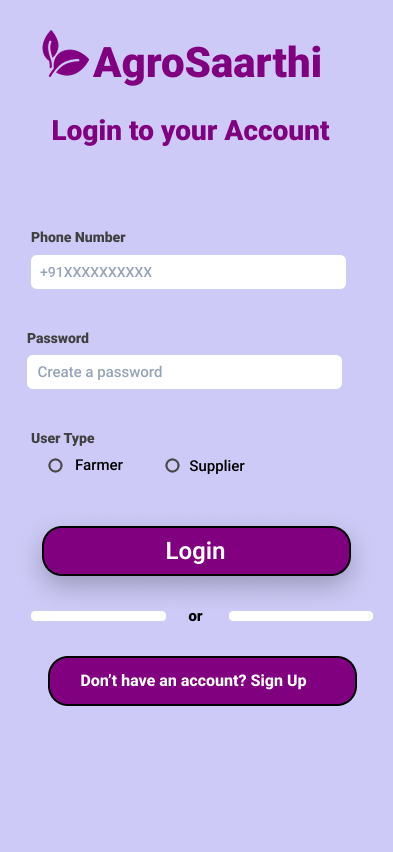 AgroSaarthi
Login to your Account
Phone Number
+91XXXXXXXXXX
Password
Create a password
User Type
Farmer Supplier
Login
or
Don’t have an account? Sign Up